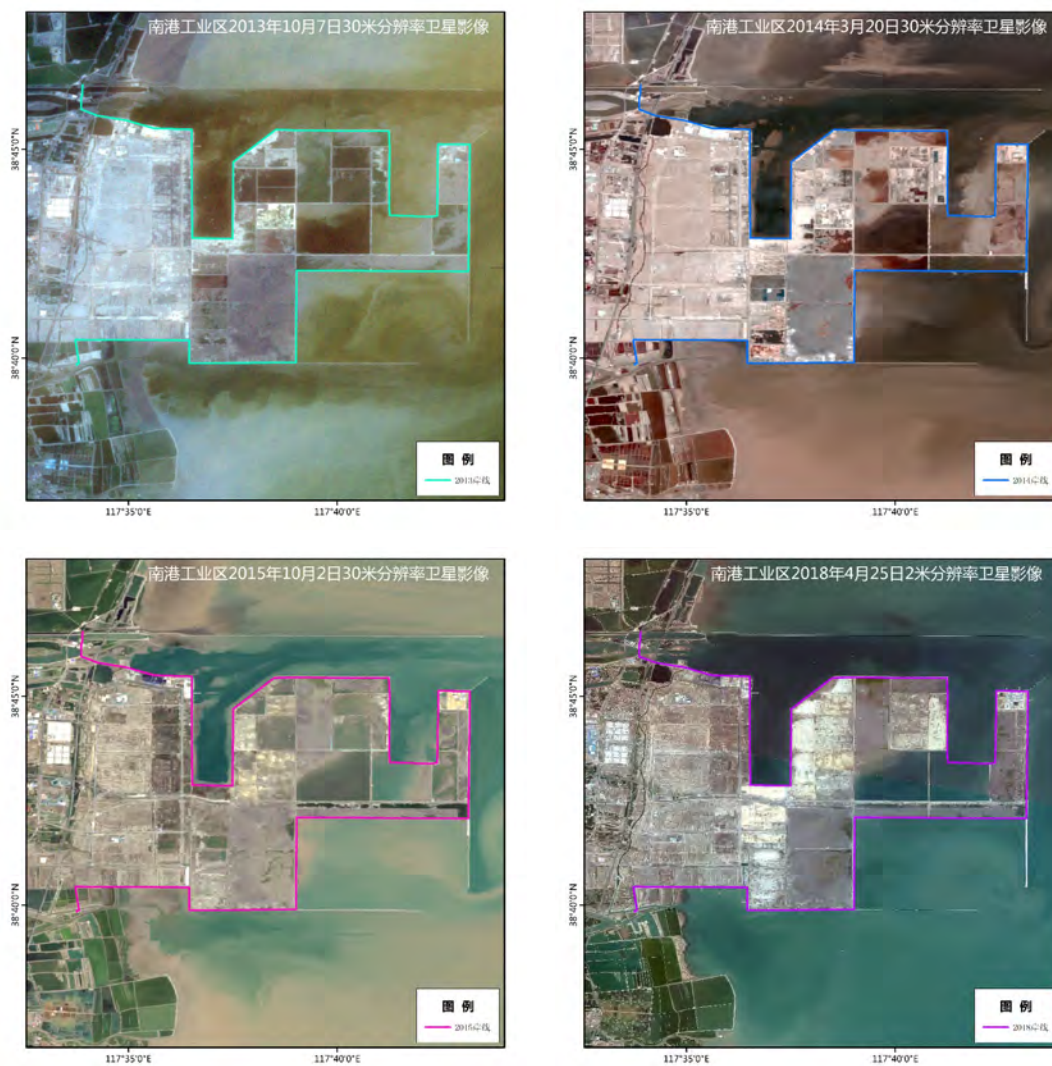 南港工业区2013年10月7日30米分辨率卫星影像
38°45'0"N
38°40'0"N
图 例
2013岸线
117°35'0"E
117°40'0"E
南港工业区2014年3月20日30米分辨率卫星影像
38°45'0"N
38°40'0"N
图 例
2014岸线
117°35'0"E
117°40'0"E
南港工业区2015年10月2日30米分辨率卫星影像
38°45'0"N
38°40'0"N
图 例
2015岸线
117°35'0"E
117°40'0"E
南港工业区2018年4月25日2米分辨率卫星影像
38°45'0"N
38°40'0"N
图 例
2018岸线
117°35'0"E
117°40'0"E